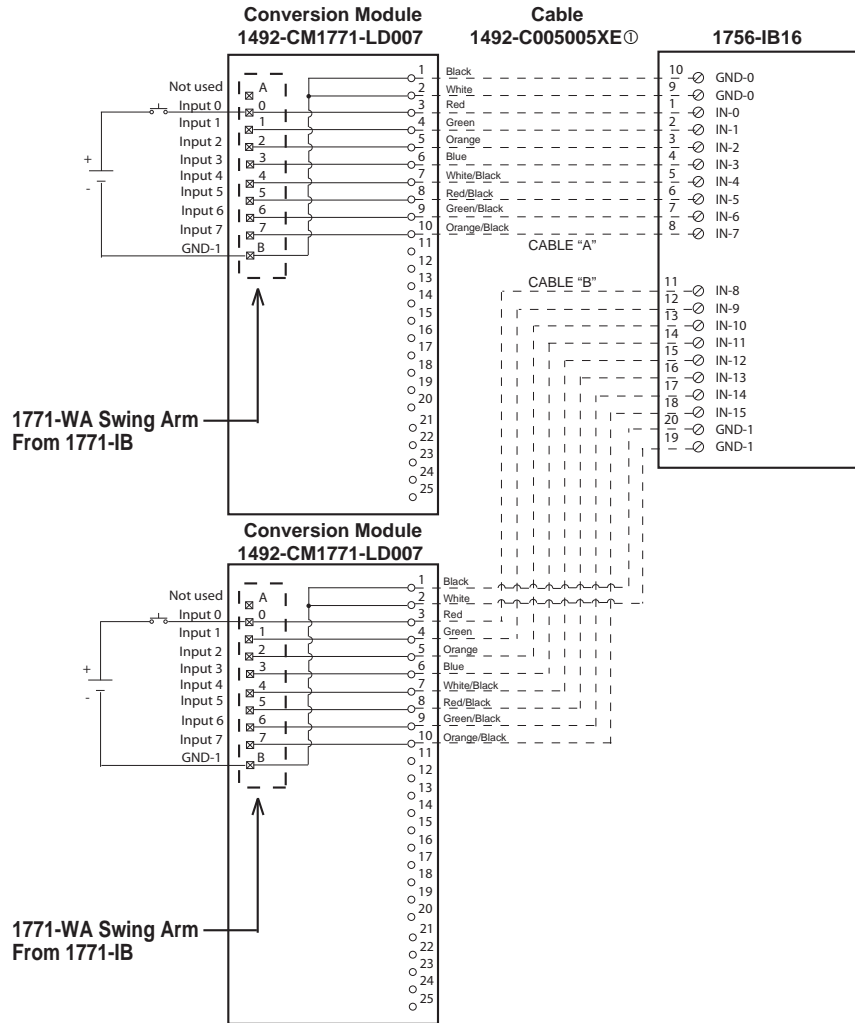 Conversion Module
1492-CM1771-LD007
Cable
1492-C005005XE①
1756-IB16
Not used
Input 0
Input 1
Input 2
Input 3
Input 4
Input 5
Input 6
Input 7
GND-1
+
-
A
0
1
2
3
4
5
6
7
B
1 Black
2 White
3 Red
4 Green
5 Orange
6 Blue
7 White/Black
8 Red/Black
9 Green/Black
10 Orange/Black
11
12
13
14
15
16
17
18
19
20
21
22
23
24
25
CABLE “A”
CABLE “B”
10 GND-0
9 GND-0
1 IN-0
2 IN-1
3 IN-2
4 IN-3
5 IN-4
6 IN-5
7 IN-6
8 IN-7
11 IN-8
12 IN-9
13 IN-10
14 IN-11
15 IN-12
16 IN-13
17 IN-14
18 IN-15
20 GND-1
19 GND-1
1771-WA Swing Arm
From 1771-IB
Conversion Module
1492-CM1771-LD007
Not used
Input 0
Input 1
Input 2
Input 3
Input 4
Input 5
Input 6
Input 7
GND-1
+
-
A
0
1
2
3
4
5
6
7
B
1 Black
2 White
3 Red
4 Green
5 Orange
6 Blue
7 White/Black
8 Red/Black
9 Green/Black
10 Orange/Black
11
12
13
14
15
16
17
18
19
20
21
22
23
24
25
1771-WA Swing Arm
From 1771-IB